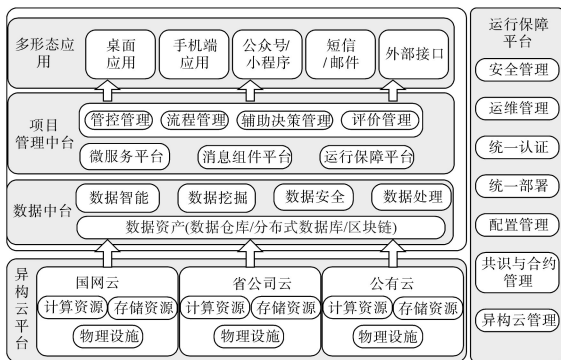 多形态应
用
桌面
应用
手机端
应用
公众号/
小程序
短信
/邮件
外部接口
项目
管理中台
管控管理
流程管理
辅助决策管理
评价管理
微服务平台
消息组件平台
运行保障平台
数据中台
数据智能
数据挖掘
数据安全
数据处理
数据资产(数据仓库/分布式数据库/区块链)
异构云平台
国网云
计算资源
存储资源
物理设施
省公司云
计算资源
存储资源
物理设施
公有云
计算资源
存储资源
物理设施
运行保障
平台
安全管理
运维管理
统一认证
统一部署
配置管理
共识与合约
管理
异构云管理